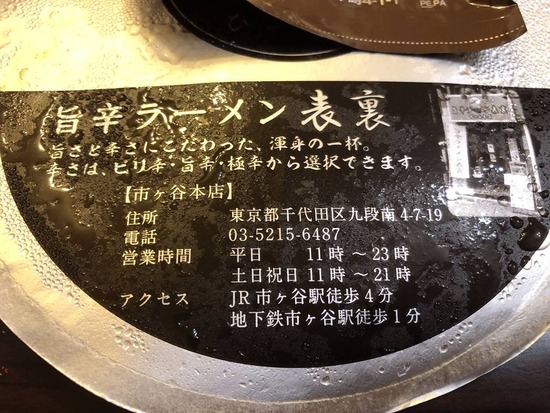 PE,PA
旨辛ラーメン 表裏
旨さと辛さにこだわった、渾身の一杯。
辛さは、ピリ辛・旨辛・極辛から選択できます。
【市ヶ谷本店】
住所 東京都千代田区九段南4-7-19
電話 03-5215-6487
営業時間 平日 11時～23時
土日祝日 11時～21時
アクセス JR市ヶ谷駅徒歩4分
地下鉄市ヶ谷駅徒歩1分